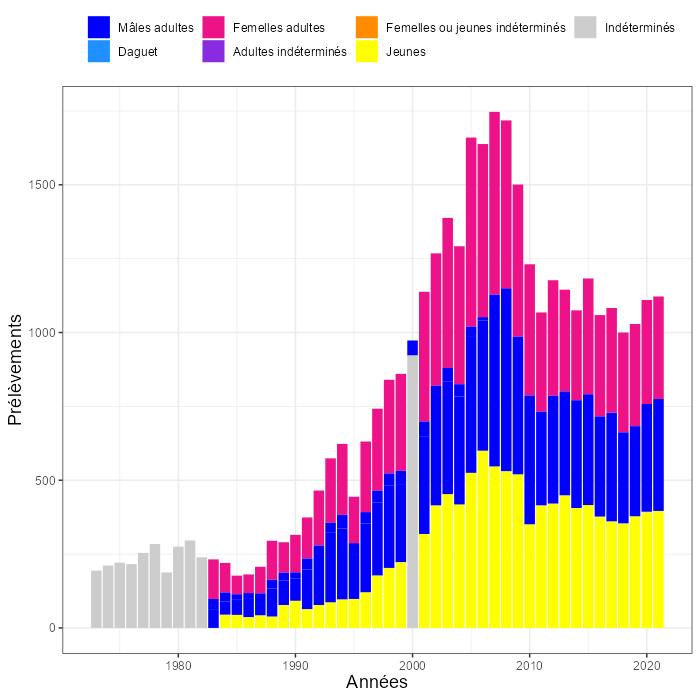 Mâles adultes Femelles adultes Femelles ou jeunes indéterminés Indéterminés
Daguet Adultes indéterminés Jeunes
1500
1000
500
0
Prélèvements
1980 1990 2000 2010 2020
Années